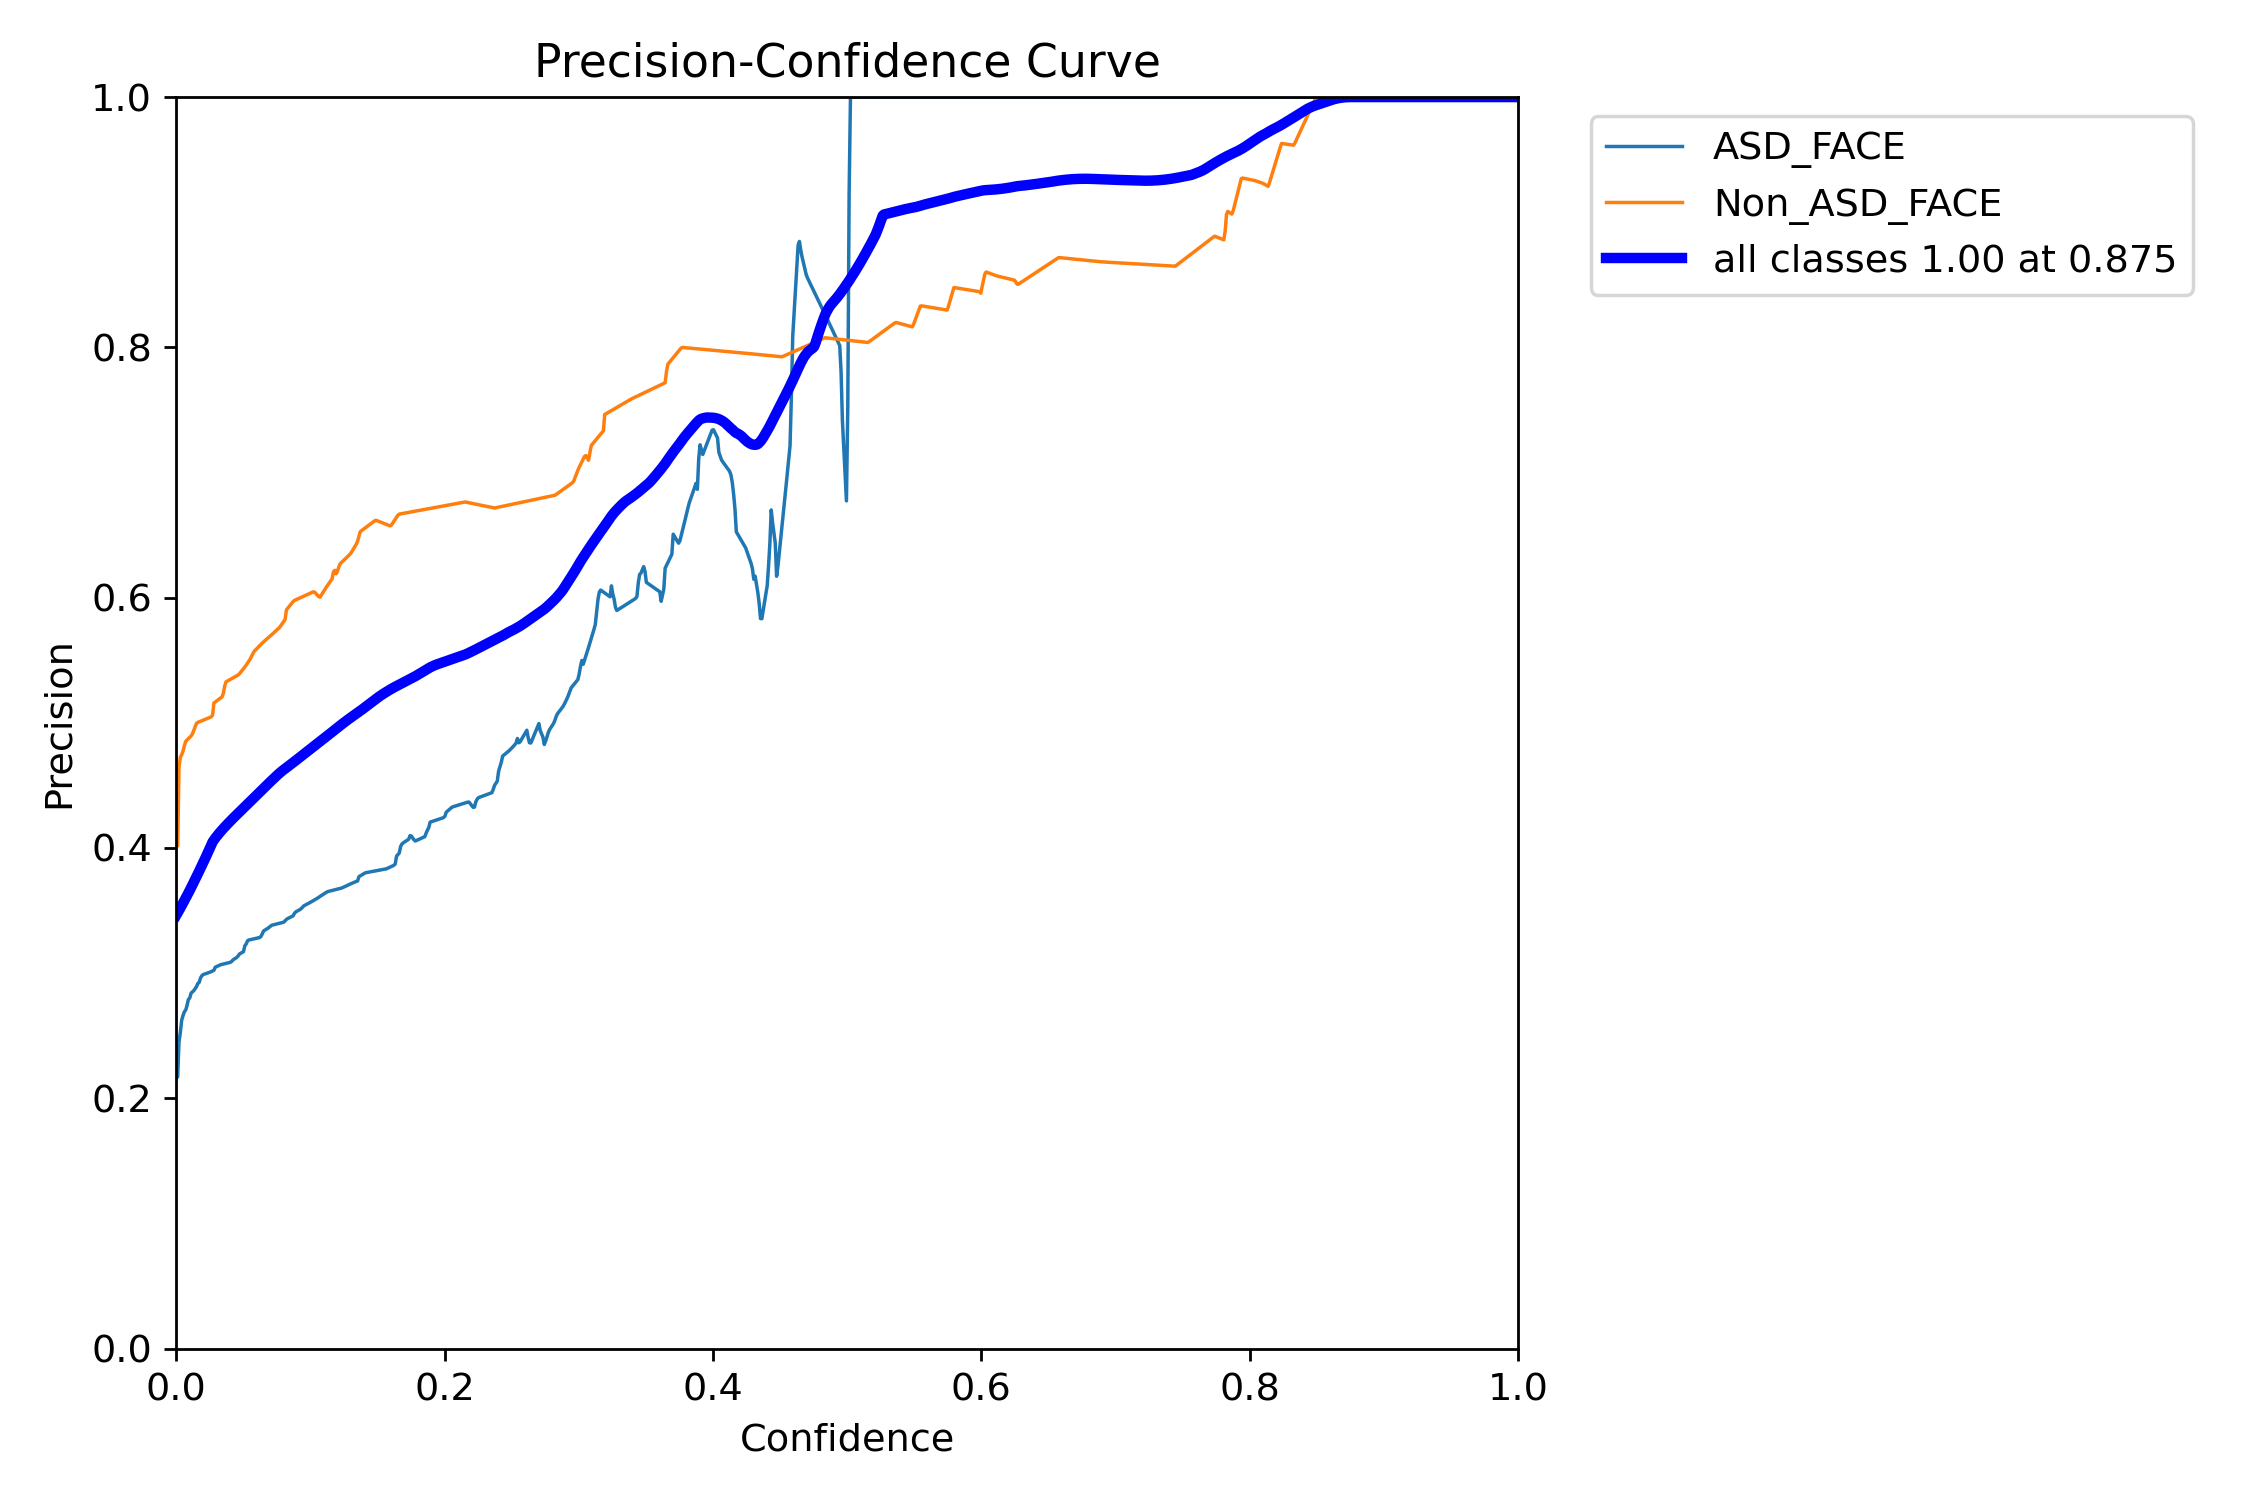 Precision-Confidence Curve
1.0
0.8
0.6
0.4
0.2
0.0
Precision
0.0 0.2 0.4 0.6 0.8 1.0
Confidence
ASD_FACE
Non_ASD_FACE
all classes 1.00 at 0.875